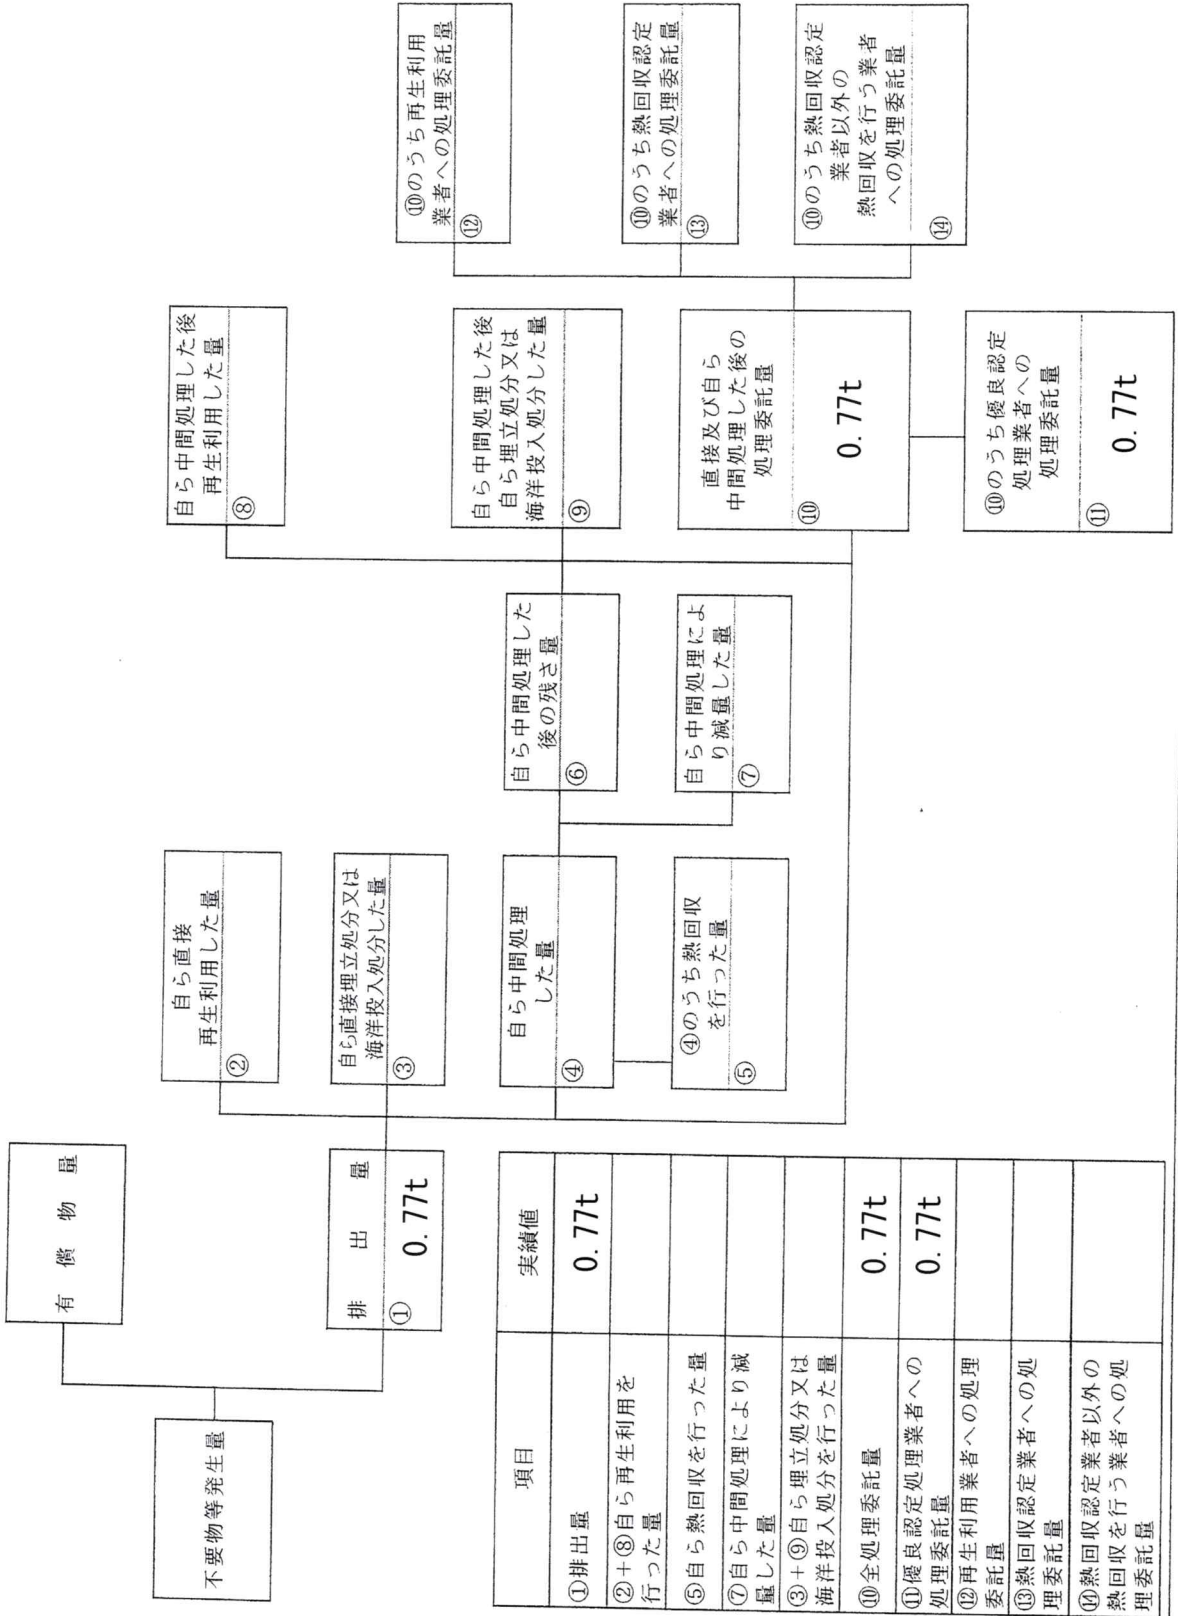 不要物等発生量
有償物量
排出量
① 0.77t
自ら直接
再生利用した量
②
自ら直接埋立処分又は
海洋投入処分した量
③
自ら中間処理
した量
④
④のうち熱回収
を行った量
⑤
自ら中間処理した
後の残さ量
⑥
自ら中間処理によ
り減量した量
⑦
自ら中間処理した後
再生利用した量
⑧
自ら中間処理した後
自ら埋立処分又は
海洋投入処分した量
⑨
直接及び自ら
中間処理した後の
処理委託量
⑩ 0.77t
⑩のうち優良認定
処理業者への
処理委託量
⑪ 0.77t
⑩のうち再生利用
業者への処理委託量
⑫
⑩のうち熱回収認定
業者への処理委託量
⑬
⑩のうち熱回収認定
業者以外の
熱回収を行う業者
への処理委託量
⑭
項目 実績値
①排出量 0.77t
②+⑧自ら再生利用を
行った量
⑤自ら熱回収を行った量
⑦自ら中間処理により減
量した量
③+⑨自ら埋立処分又は
海洋投入処分を行った量
⑩全処理委託量 0.77t
⑪優良認定処理業者への
処理委託量 0.77t
⑫再生利用業者への処理
委託量
⑬熱回収認定業者への処
理委託量
⑭熱回収認定業者以外の
熱回収を行う業者への処
理委託量